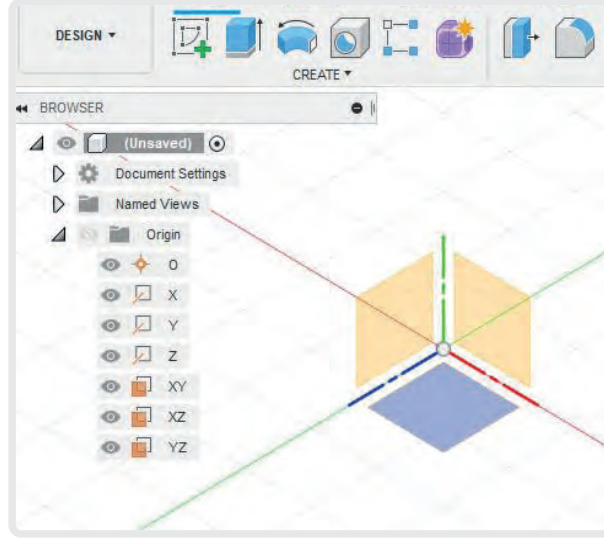 DESIGN ▾
CREATE ▾
BROWSER
(Unsaved)
Document Settings
Named Views
Origin
O
X
Y
Z
XY
XZ
YZ